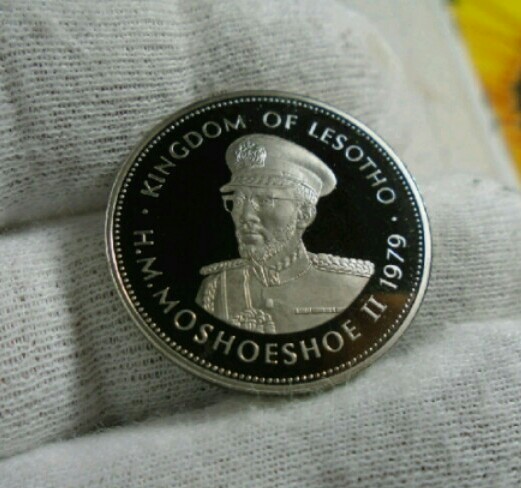 · KINGDOM OF LESOTHO ·
H.M. MOSHOESHOE II 1979